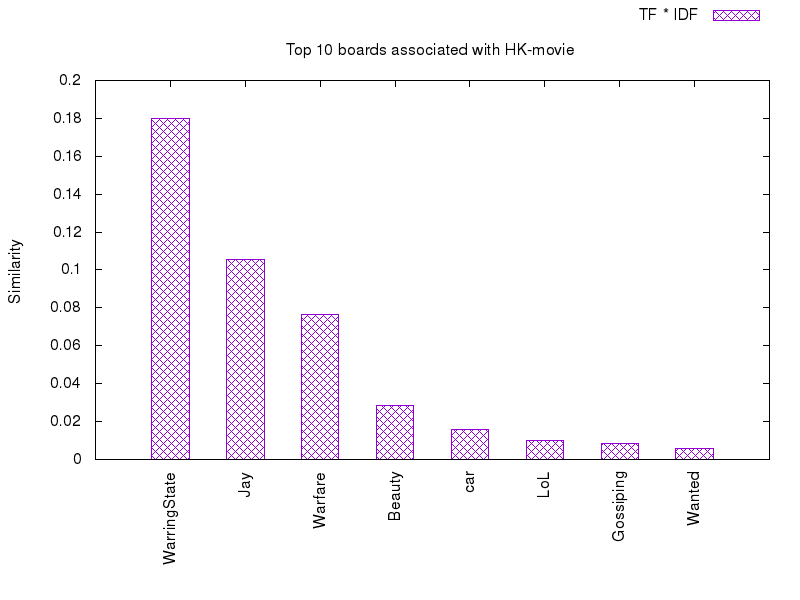 TF * IDF
Top 10 boards associated with HK-movie
0.2
0.18
0.16
0.14
0.12
0.1
0.08
0.06
0.04
0.02
0
Similarity
WarringState
Jay
Warfare
Beauty
car
LoL
Gossiping
Wanted